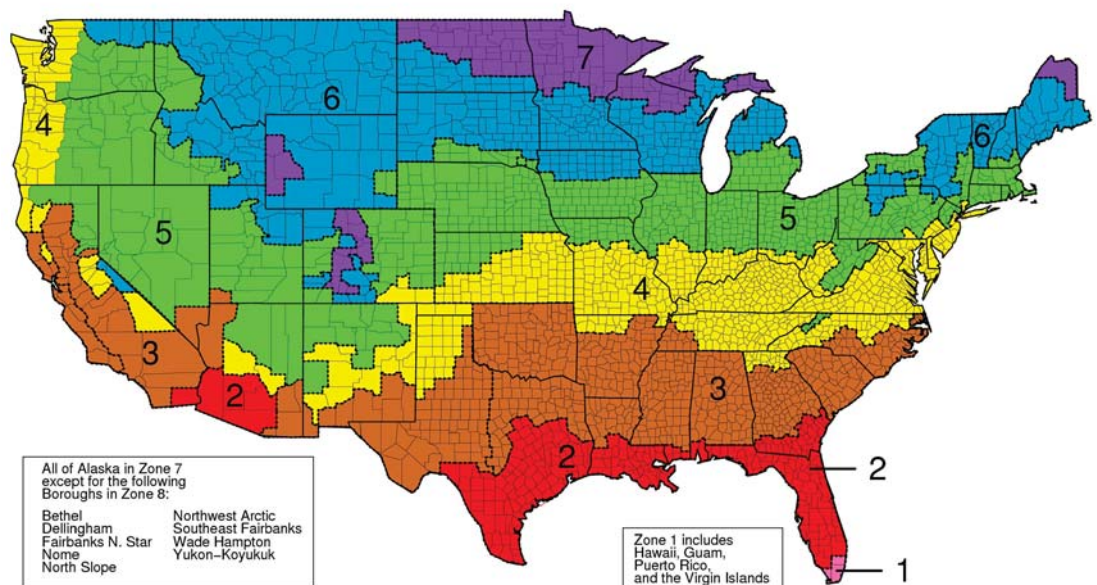 7
6
4
6
5
5
4
3
3
2
2
2
1
All of Alaska in Zone 7
except for the following
Boroughs in Zone 8:
Bethel Northwest Arctic
Dellingham Southeast Fairbanks
Fairbanks N. Star Wade Hampton
Nome Yukon-Koyukuk
North Slope
Zone 1 includes
Hawaii, Guam,
Puerto Rico,
and the Virgin Islands